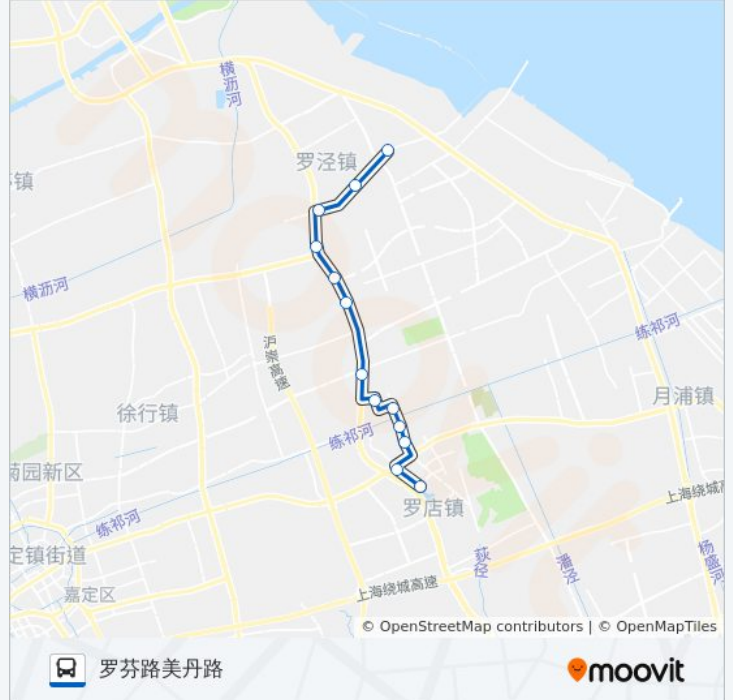 横沥河
罗泾镇
镇
横沥河
沪崇高速
练祁河
月浦镇
徐行镇
练祁河
菊园新区
上海绕城高
罗店镇
练祁河
定镇街道
荻泾
潘泾
杨盛河
嘉定区
上海绕城高速
© OpenStreetMap contributors | © OpenMapTiles
罗芬路美丹路
moovit